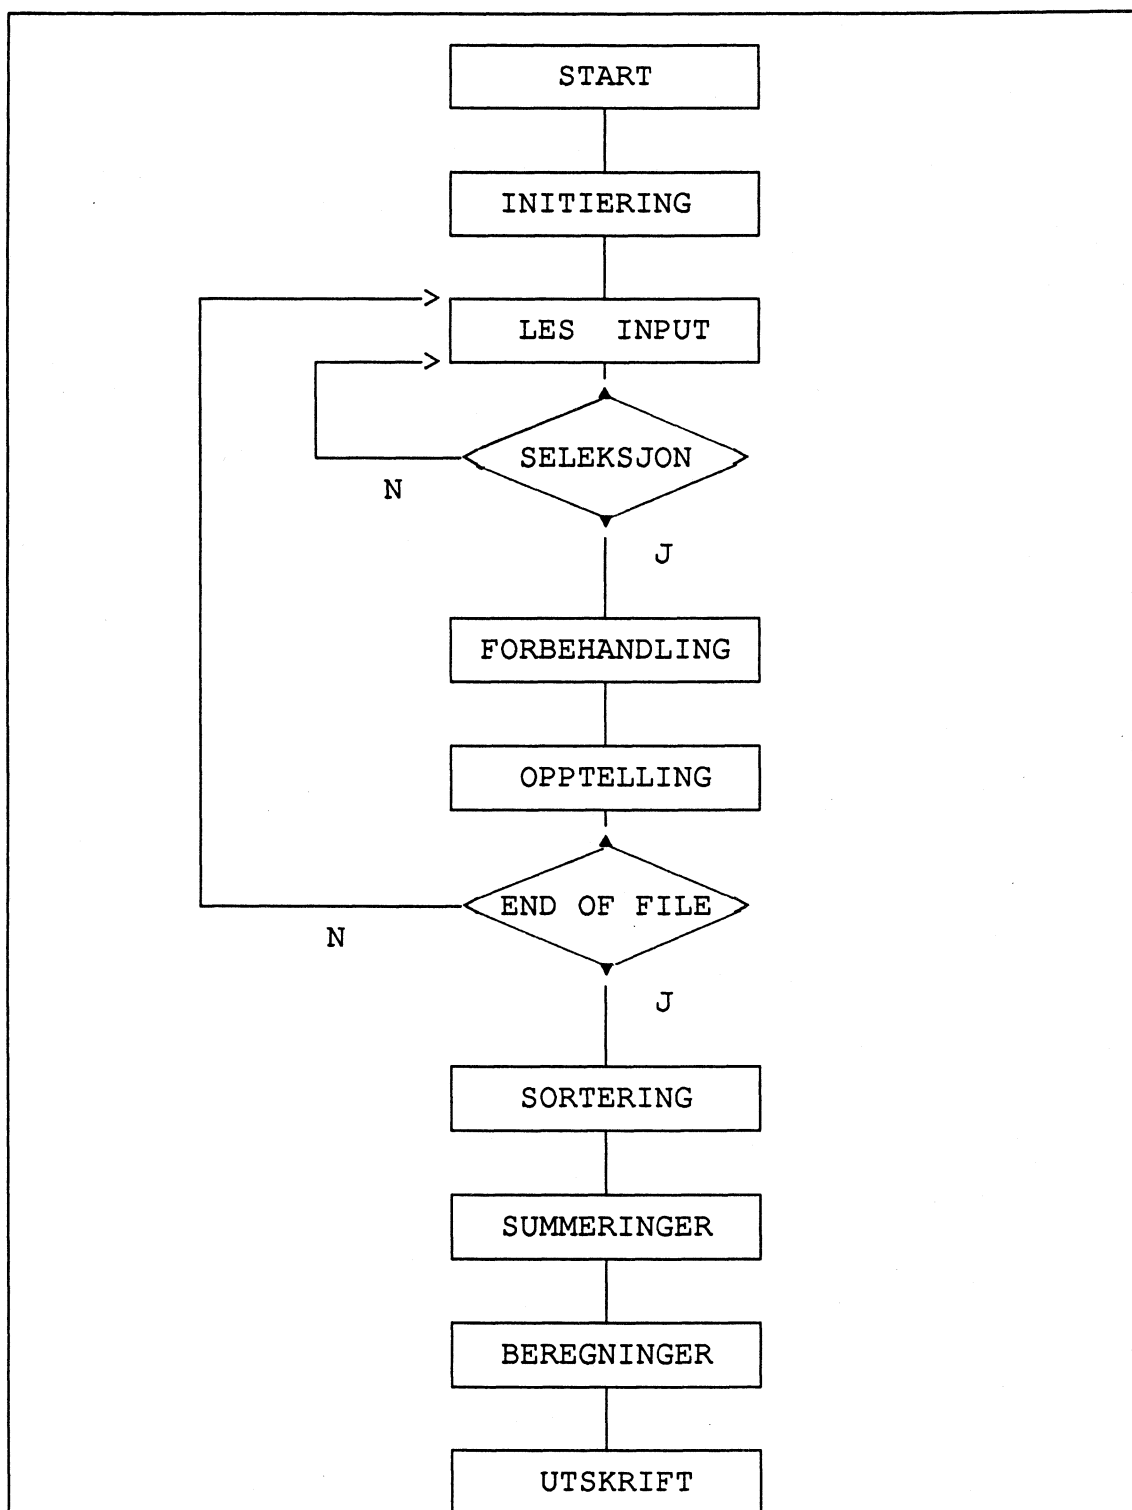 START
INITIERING
LES INPUT
SELEKSJON
N
J
FORBEHANDLING
OPPTELLING
END OF FILE
N
J
SORTERING
SUMMERINGER
BEREGNINGER
UTSKRIFT